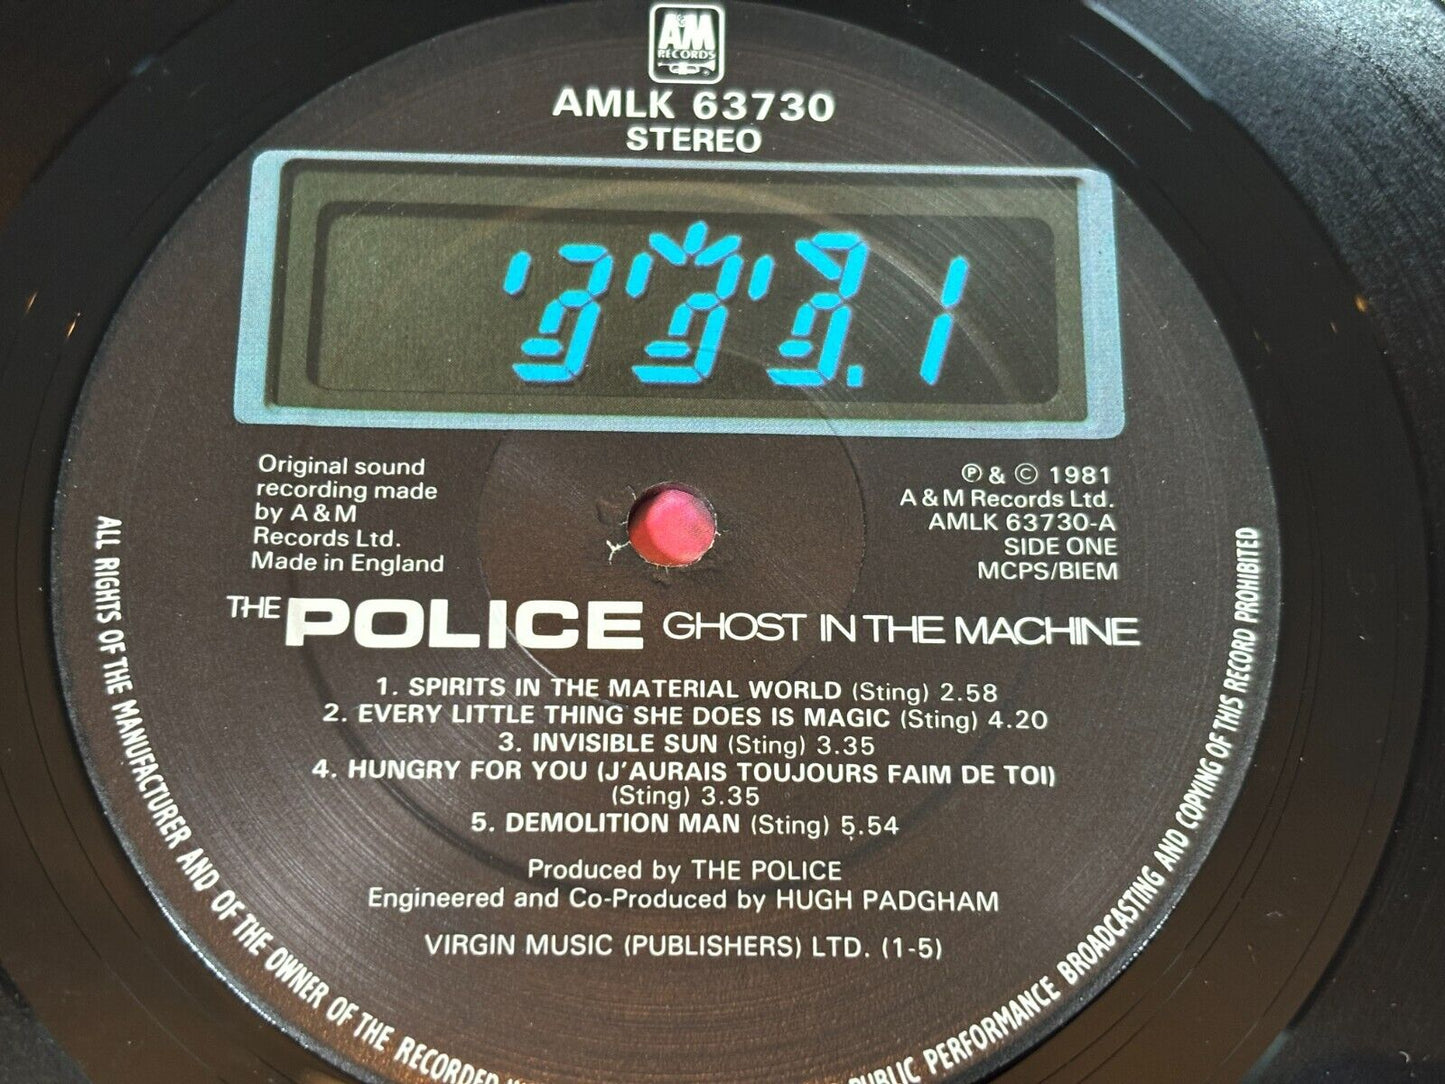 A&M
RECORDS
AMLK 63730
STEREO
Original sound
recording made
by A & M
Records Ltd.
Made in England
℗ & © 1981
A & M Records Ltd.
AMLK 63730-A
SIDE ONE
MCPS/BIEM
THE POLICE GHOST IN THE MACHINE
1. SPIRITS IN THE MATERIAL WORLD (Sting) 2.58
2. EVERY LITTLE THING SHE DOES IS MAGIC (Sting) 4.20
3. INVISIBLE SUN (Sting) 3.35
4. HUNGRY FOR YOU (J'AURAIS TOUJOURS FAIM DE TOI)
(Sting) 3.35
5. DEMOLITION MAN (Sting) 5.54
Produced by THE POLICE
Engineered and Co-Produced by HUGH PADGHAM
VIRGIN MUSIC (PUBLISHERS) LTD. (1-5)
ALL RIGHTS OF THE MANUFACTURER AND OF THE OWNER OF THE RECORDED
PUBLIC PERFORMANCE BROADCASTING AND COPYING OF THIS RECORD PROHIBITED